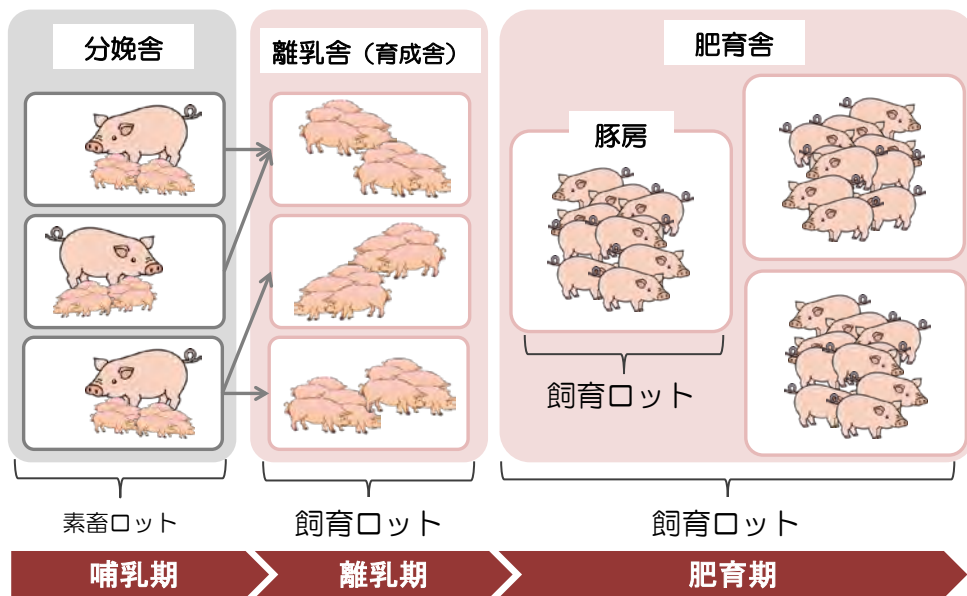 分娩舎
離乳舎（育成舎）
肥育舎
豚房
飼育ロット
素畜ロット
飼育ロット
飼育ロット
哺乳期
離乳期
肥育期